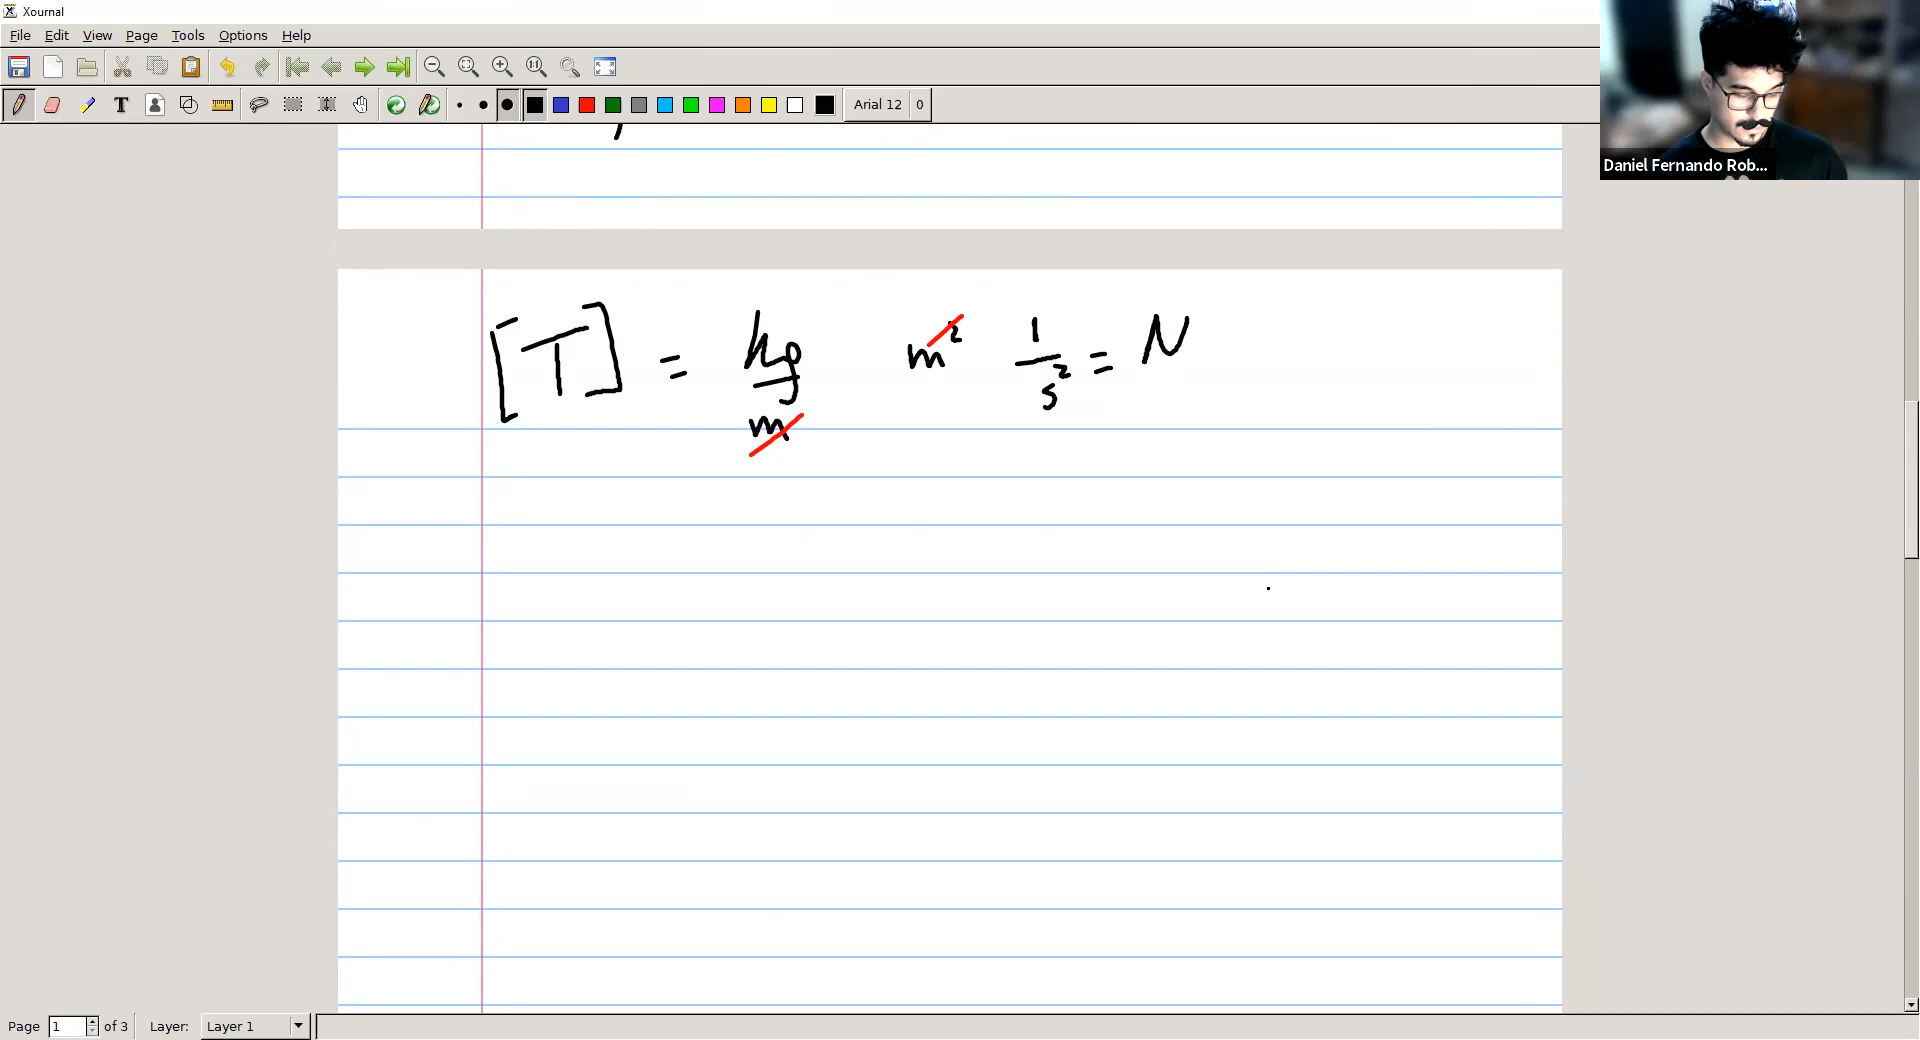 Xournal
File Edit View Page Tools Options Help
Arial 12 0
Daniel Fernando Rob...
[T] = kg/m m² 1/s² = N
Page 1 of 3 Layer: Layer 1